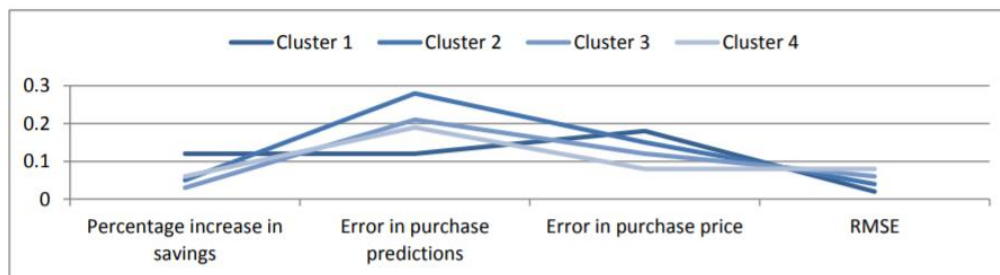 Cluster 1 Cluster 2 Cluster 3 Cluster 4
0.3
0.2
0.1
0
Percentage increase in savings
Error in purchase predictions
Error in purchase price
RMSE